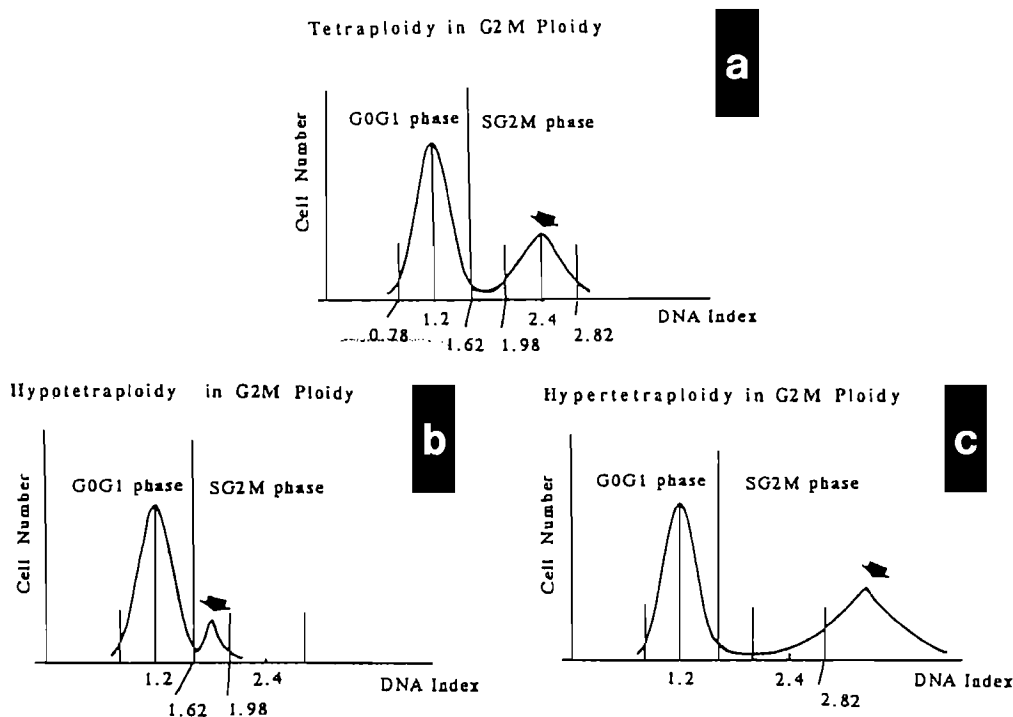 Tetraploidy in G2M Ploidy
a
G0G1 phase
SG2M phase
Cell Number
1.2
2.4
DNA Index
0.78
1.62
1.98
2.82
Hypotetraploidy in G2M Ploidy
b
G0G1 phase
SG2M phase
Cell Number
1.2
2.4
DNA Index
1.62
1.98
Hypertetraploidy in G2M Ploidy
c
G0G1 phase
SG2M phase
Cell Number
1.2
2.4
DNA Index
2.82